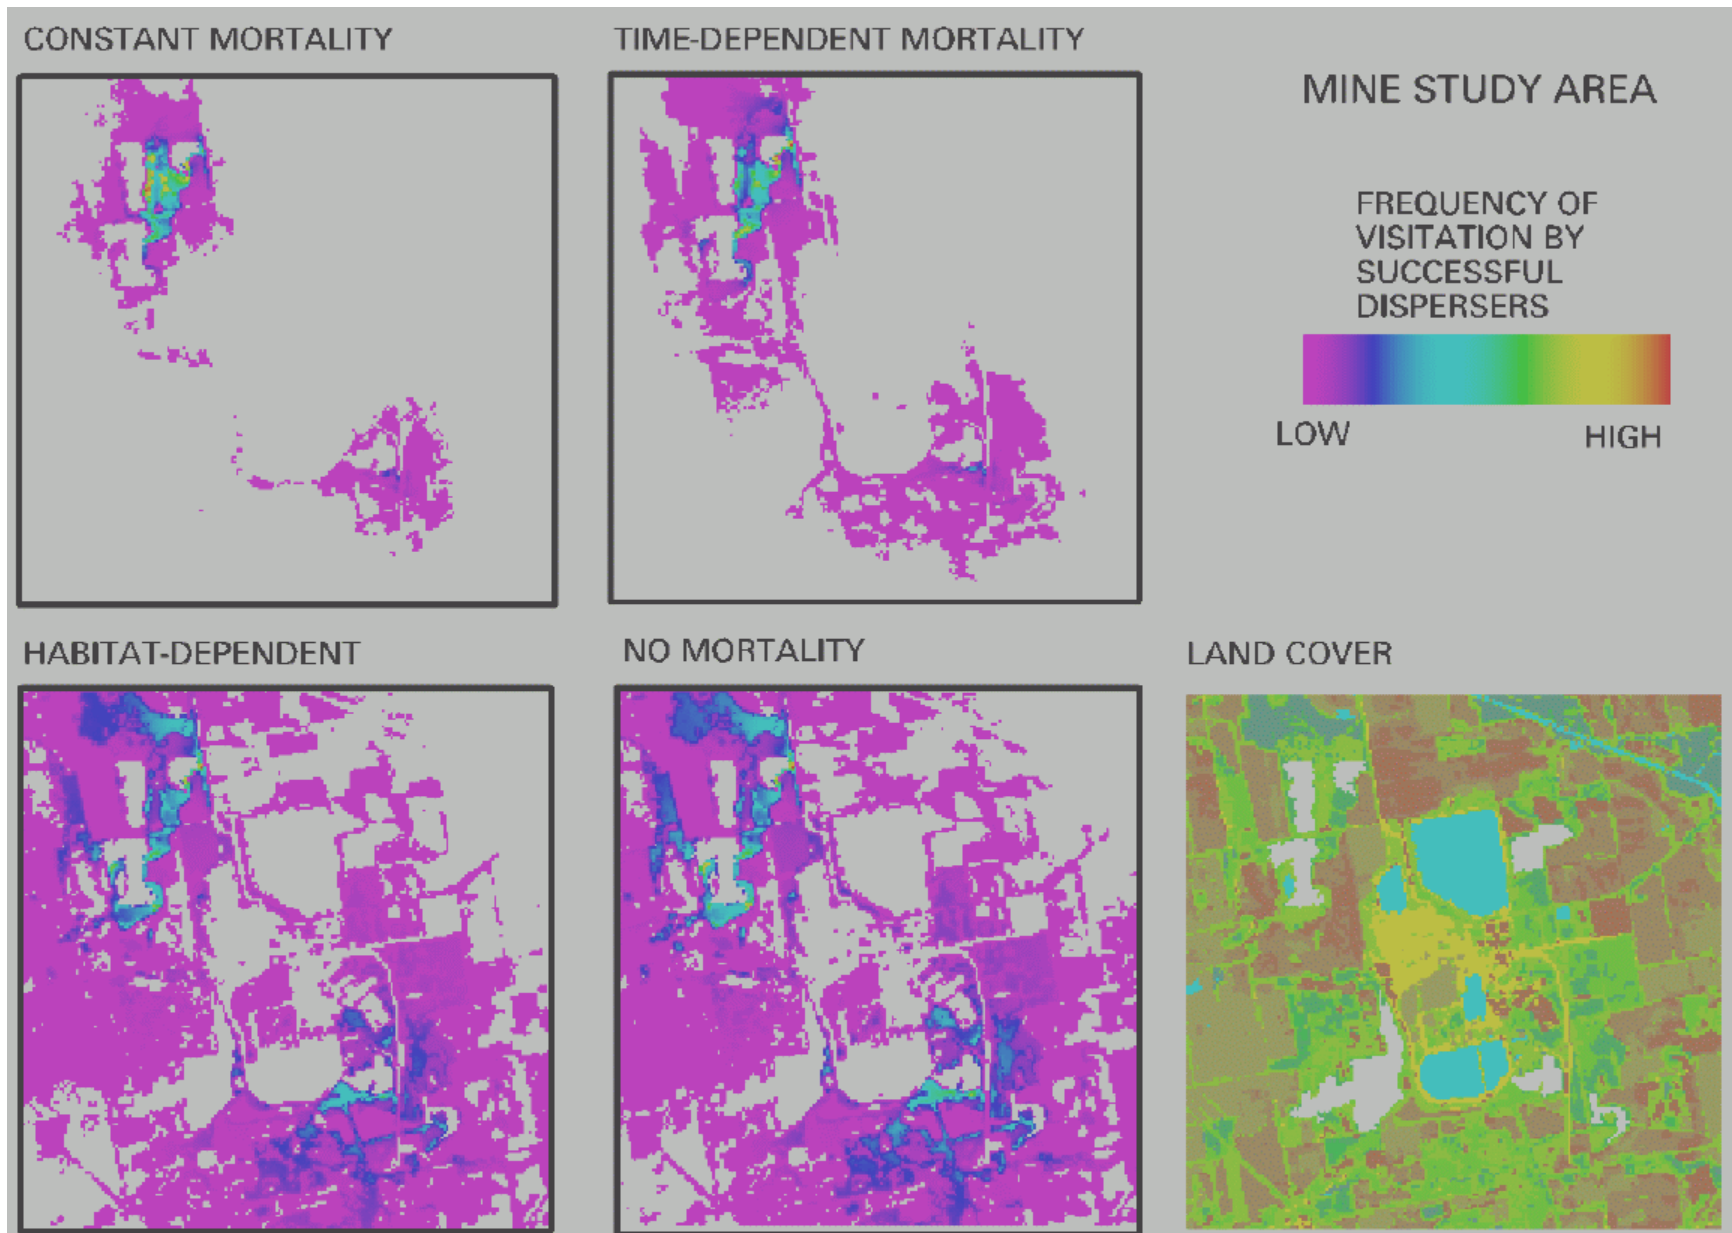 CONSTANT MORTALITY
TIME-DEPENDENT MORTALITY
MINE STUDY AREA
FREQUENCY OF
VISITATION BY
SUCCESSFUL
DISPERSERS
LOW
HIGH
HABITAT-DEPENDENT
NO MORTALITY
LAND COVER